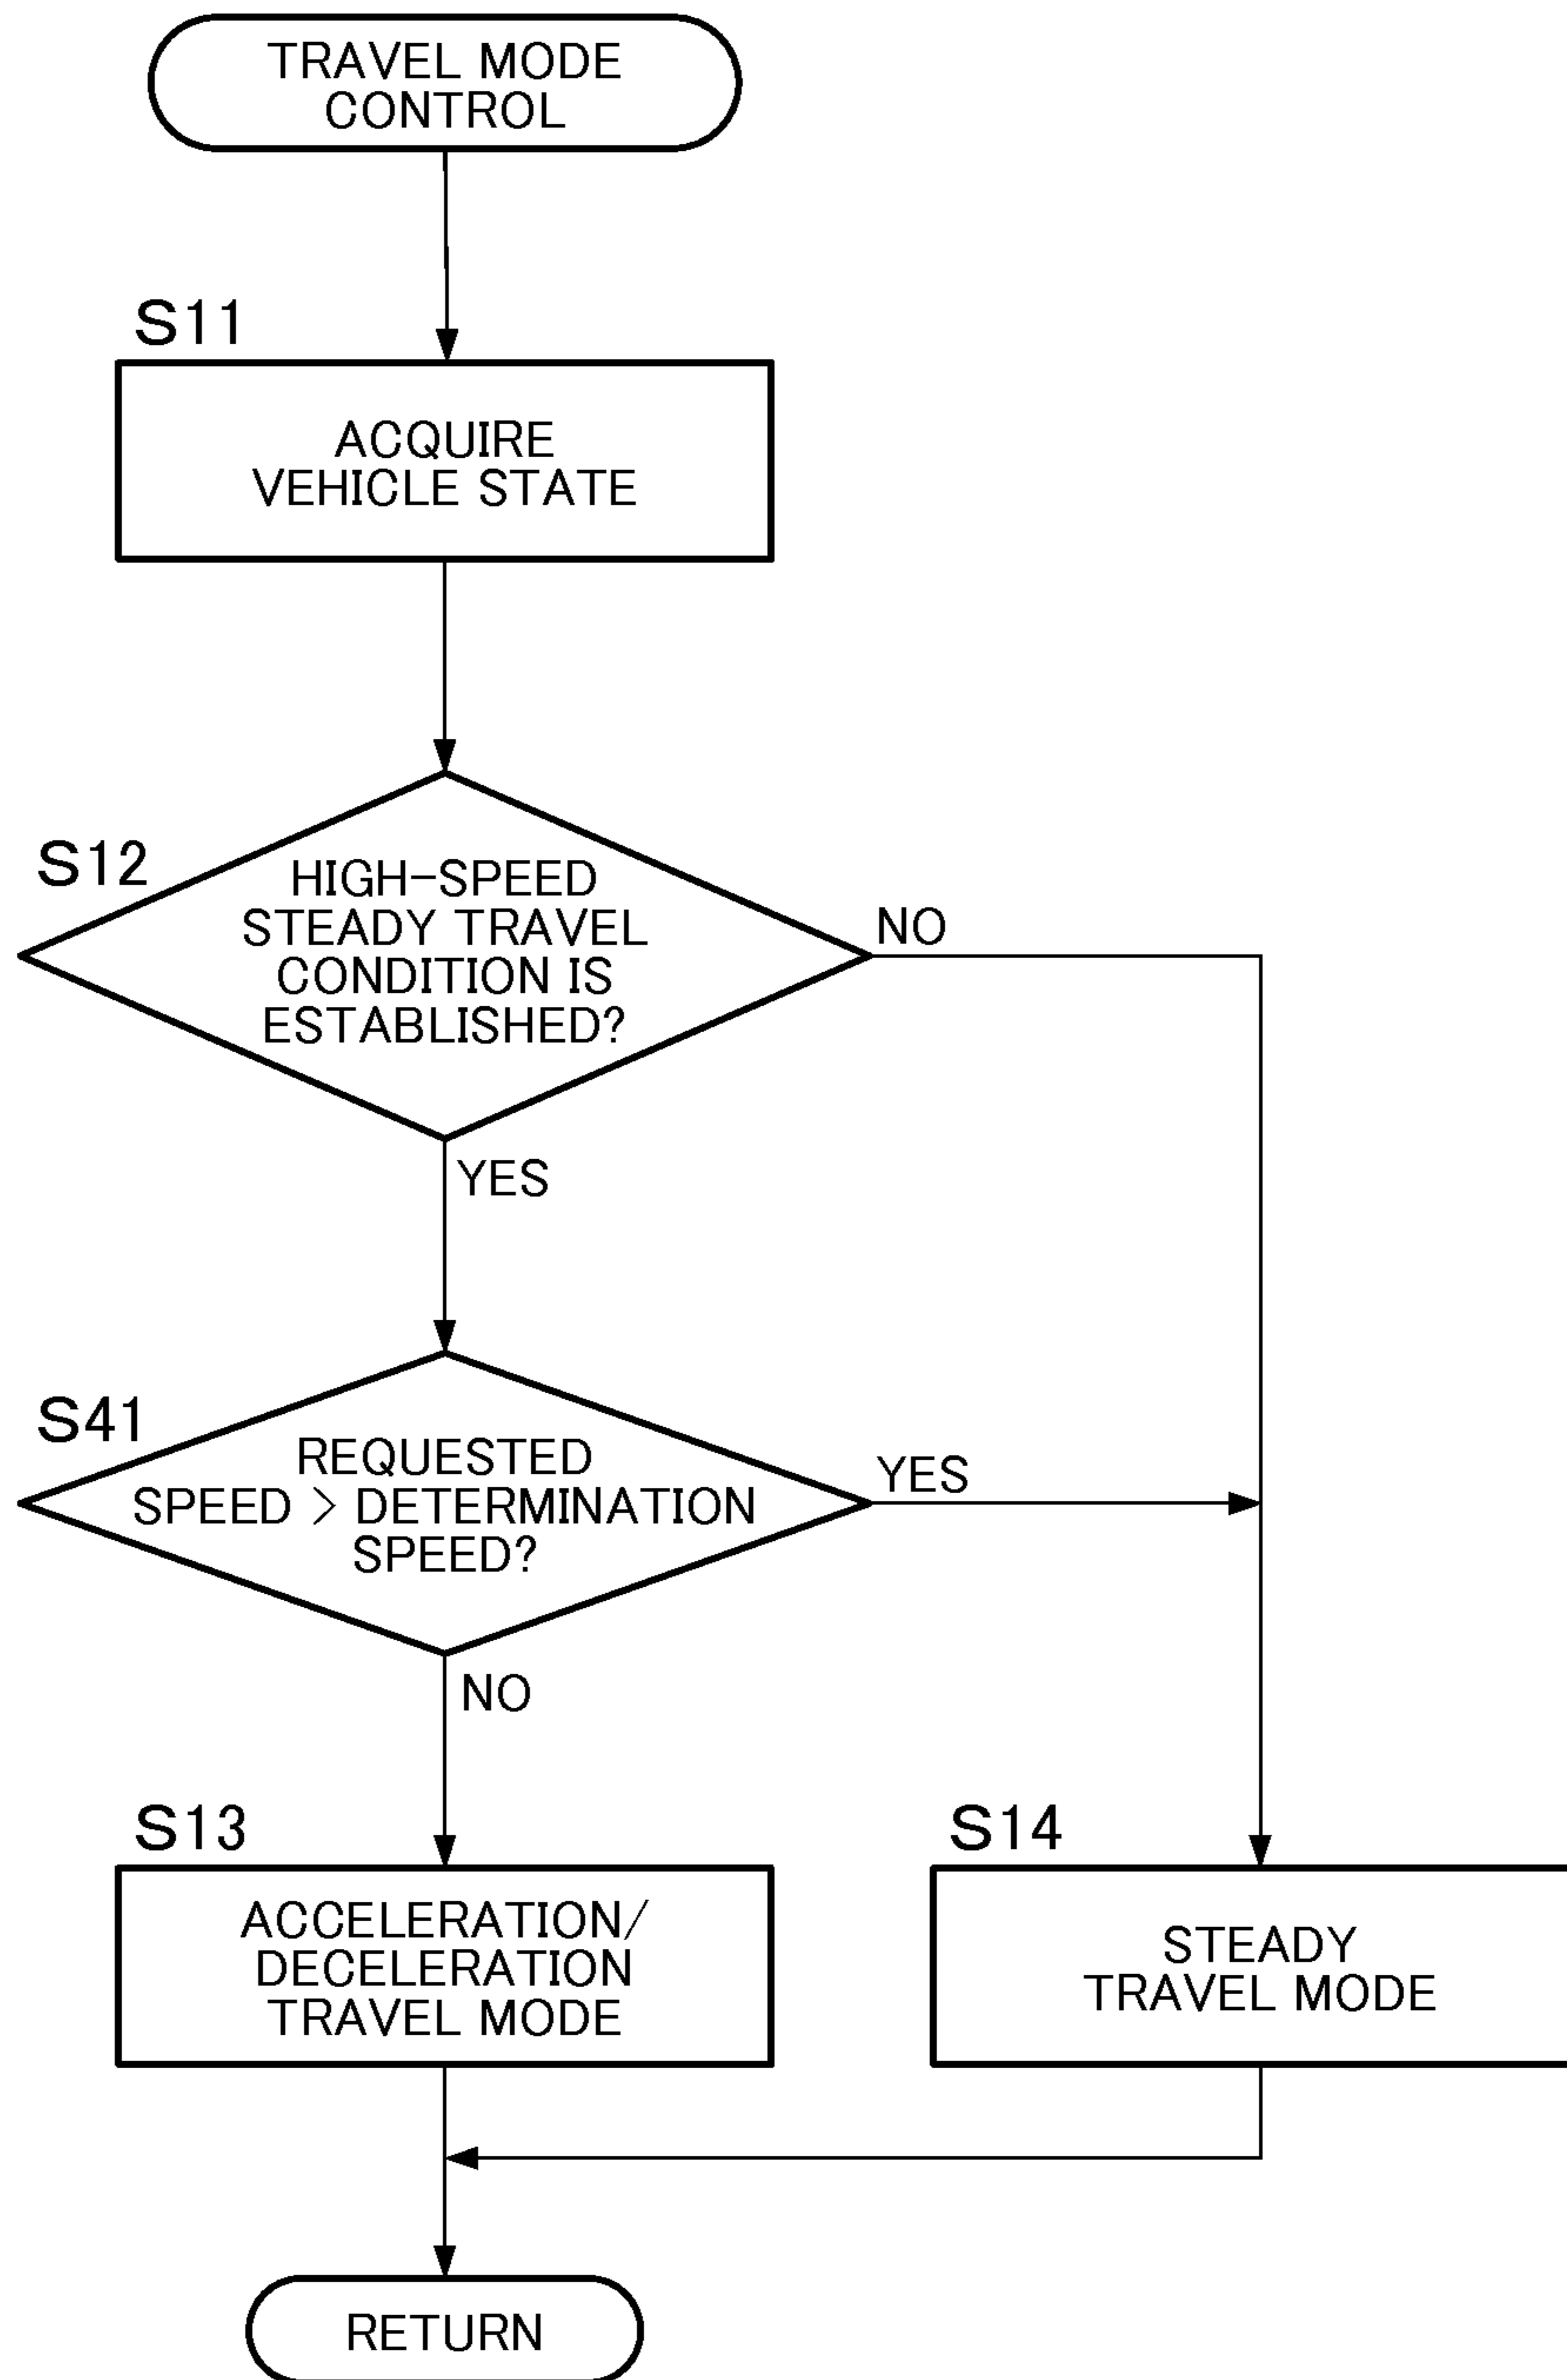 TRAVEL MODE
CONTROL
S11
ACQUIRE
VEHICLE STATE
S12
HIGH-SPEED
STEADY TRAVEL
CONDITION IS
ESTABLISHED?
NO
YES
S41
REQUESTED
SPEED > DETERMINATION
SPEED?
YES
NO
S13
ACCELERATION/
DECELERATION
TRAVEL MODE
S14
STEADY
TRAVEL MODE
RETURN